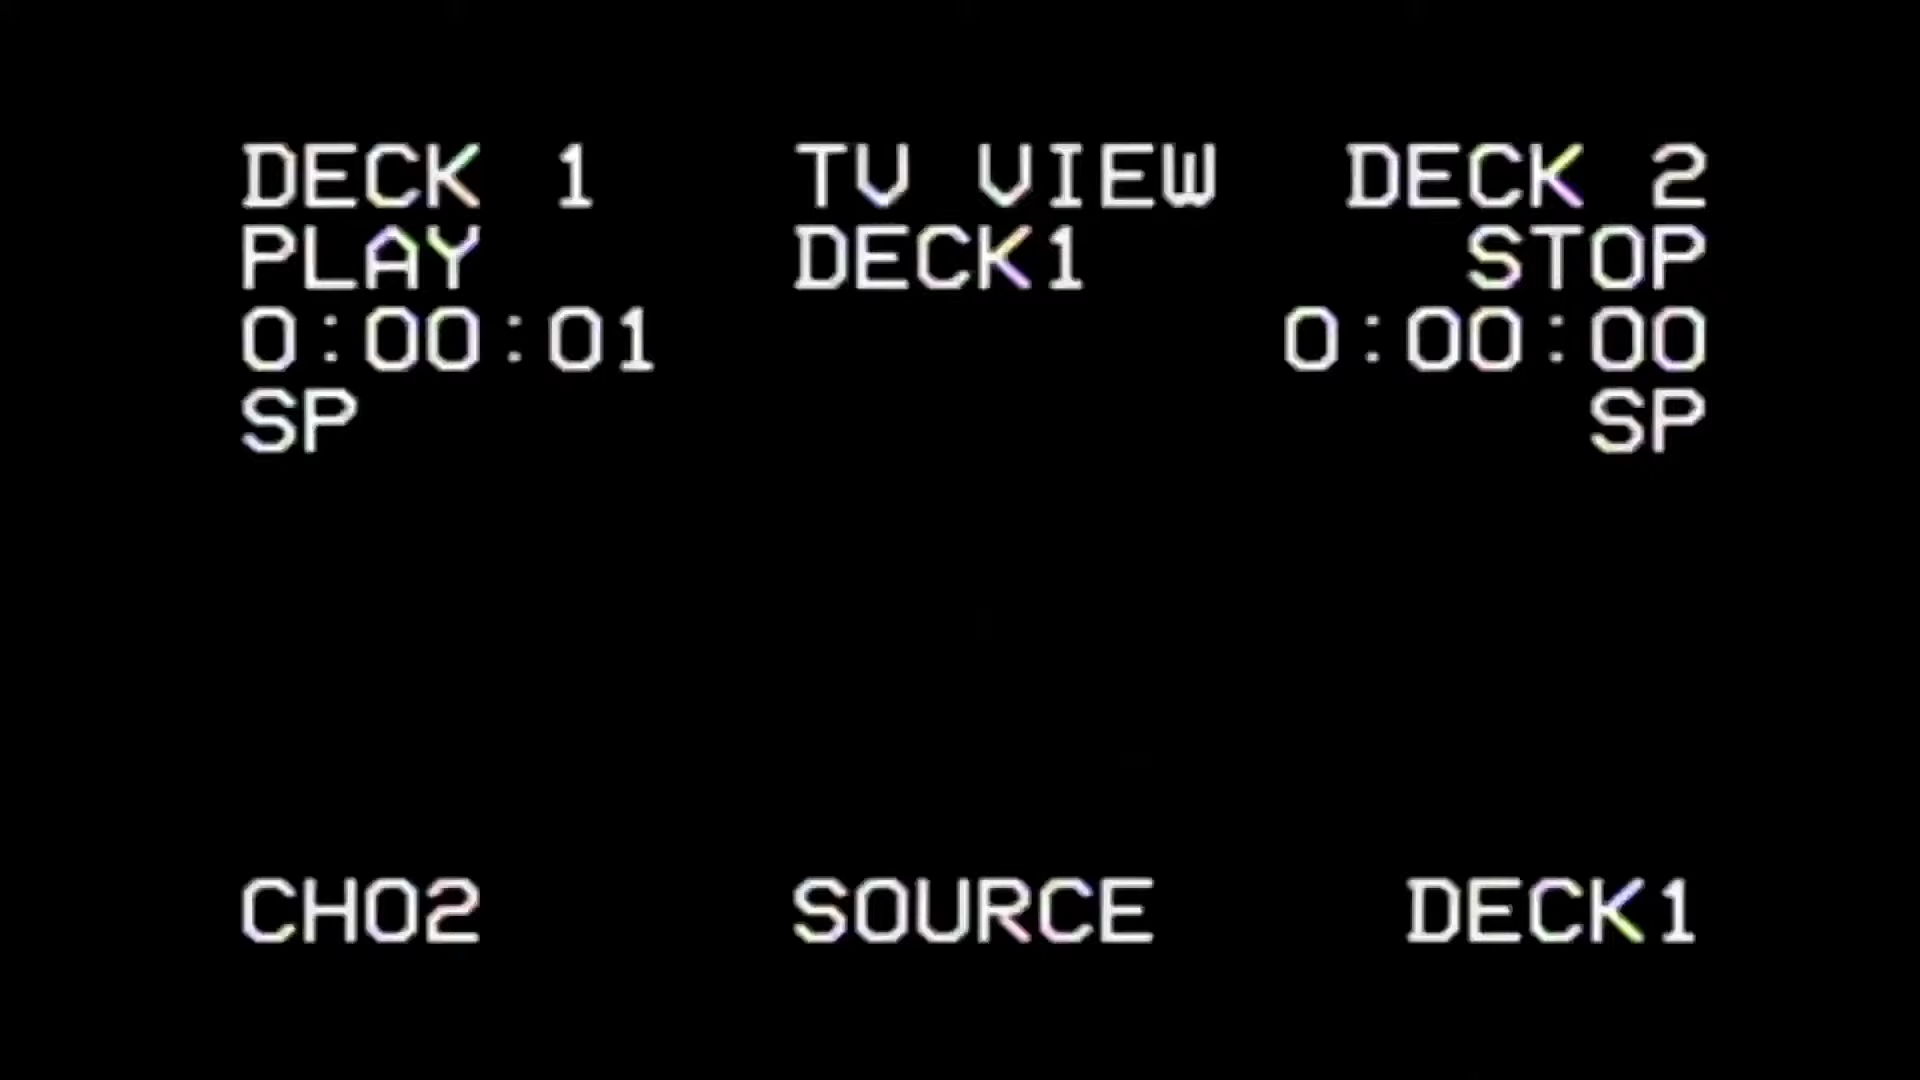 DECK 1 TV VIEW DECK 2
PLAY DECK1 STOP
0:00:01 0:00:00
SP SP
CH02 SOURCE DECK1